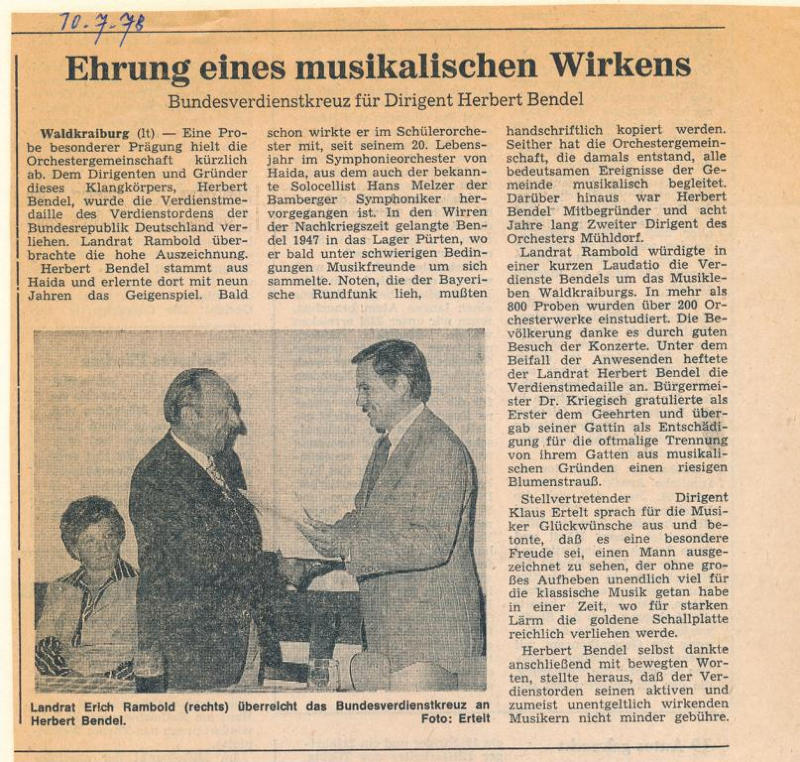 10.7.78
Ehrung eines musikalischen Wirkens
Bundesverdienstkreuz für Dirigent Herbert Bendel
Waldkraiburg (lt) — Eine Pro-
be besonderer Prägung hielt die
Orchestergemeinschaft kürzlich
ab. Dem Dirigenten und Gründer
dieses Klangkörpers, Herbert
Bendel, wurde die Verdienstme-
daille des Verdienstordens der
Bundesrepublik Deutschland ver-
liehen. Landrat Rambold über-
brachte die hohe Auszeichnung.
Herbert Bendel stammt aus
Haida und erlernte dort mit neun
Jahren das Geigenspiel. Bald
schon wirkte er im Schülerorche-
ster mit, seit seinem 20. Lebens-
jahr im Symphonieorchester von
Haida, aus dem auch der bekann-
te Solocellist Hans Melzer der
Bamberger Symphoniker her-
vorgegangen ist. In den Wirren
der Nachkriegszeit gelangte Ben-
del 1947 in das Lager Pürten, wo
er bald unter schwierigen Bedin-
gungen Musikfreunde um sich
sammelte. Noten, die der Bayeri-
sche Rundfunk lieh, mußten
handschriftlich kopiert werden.
Seither hat die Orchestergemein-
schaft, die damals entstand, alle
bedeutsamen Ereignisse der Ge-
meinde musikalisch begleitet.
Darüber hinaus war Herbert
Bendel Mitbegründer und acht
Jahre lang Zweiter Dirigent des
Orchesters Mühldorf.
Landrat Rambold würdigte in
einer kurzen Laudatio die Ver-
dienste Bendels um das Musikle-
ben Waldkraiburgs. In mehr als
800 Proben wurden über 200 Or-
chesterwerke einstudiert. Die Be-
völkerung danke es durch guten
Besuch der Konzerte. Unter dem
Beifall der Anwesenden heftete
der Landrat Herbert Bendel die
Verdienstmedaille an. Bürgermei-
ster Dr. Kriegisch gratulierte als
Erster dem Geehrten und über-
gab seiner Gattin als Entschädi-
gung für die oftmalige Trennung
von ihrem Gatten aus musikali-
schen Gründen einen riesigen
Blumenstrauß.
Stellvertretender Dirigent
Klaus Ertelt sprach für die Musi-
ker Glückwünsche aus und be-
tonte, daß es eine besondere
Freude sei, einen Mann ausge-
zeichnet zu sehen, der ohne gro-
ßes Aufheben unendlich viel für
die klassische Musik getan habe
in einer Zeit, wo für starken
Lärm die goldene Schallplatte
reichlich verliehen werde.
Herbert Bendel selbst dankte
anschließend mit bewegten Wor-
ten, stellte heraus, daß der Ver-
dienstorden seinen aktiven und
zumeist unentgeltlich wirkenden
Musikern nicht minder gebühre.
Landrat Erich Rambold (rechts) überreicht das Bundesverdienstkreuz an
Herbert Bendel. Foto: Ertelt